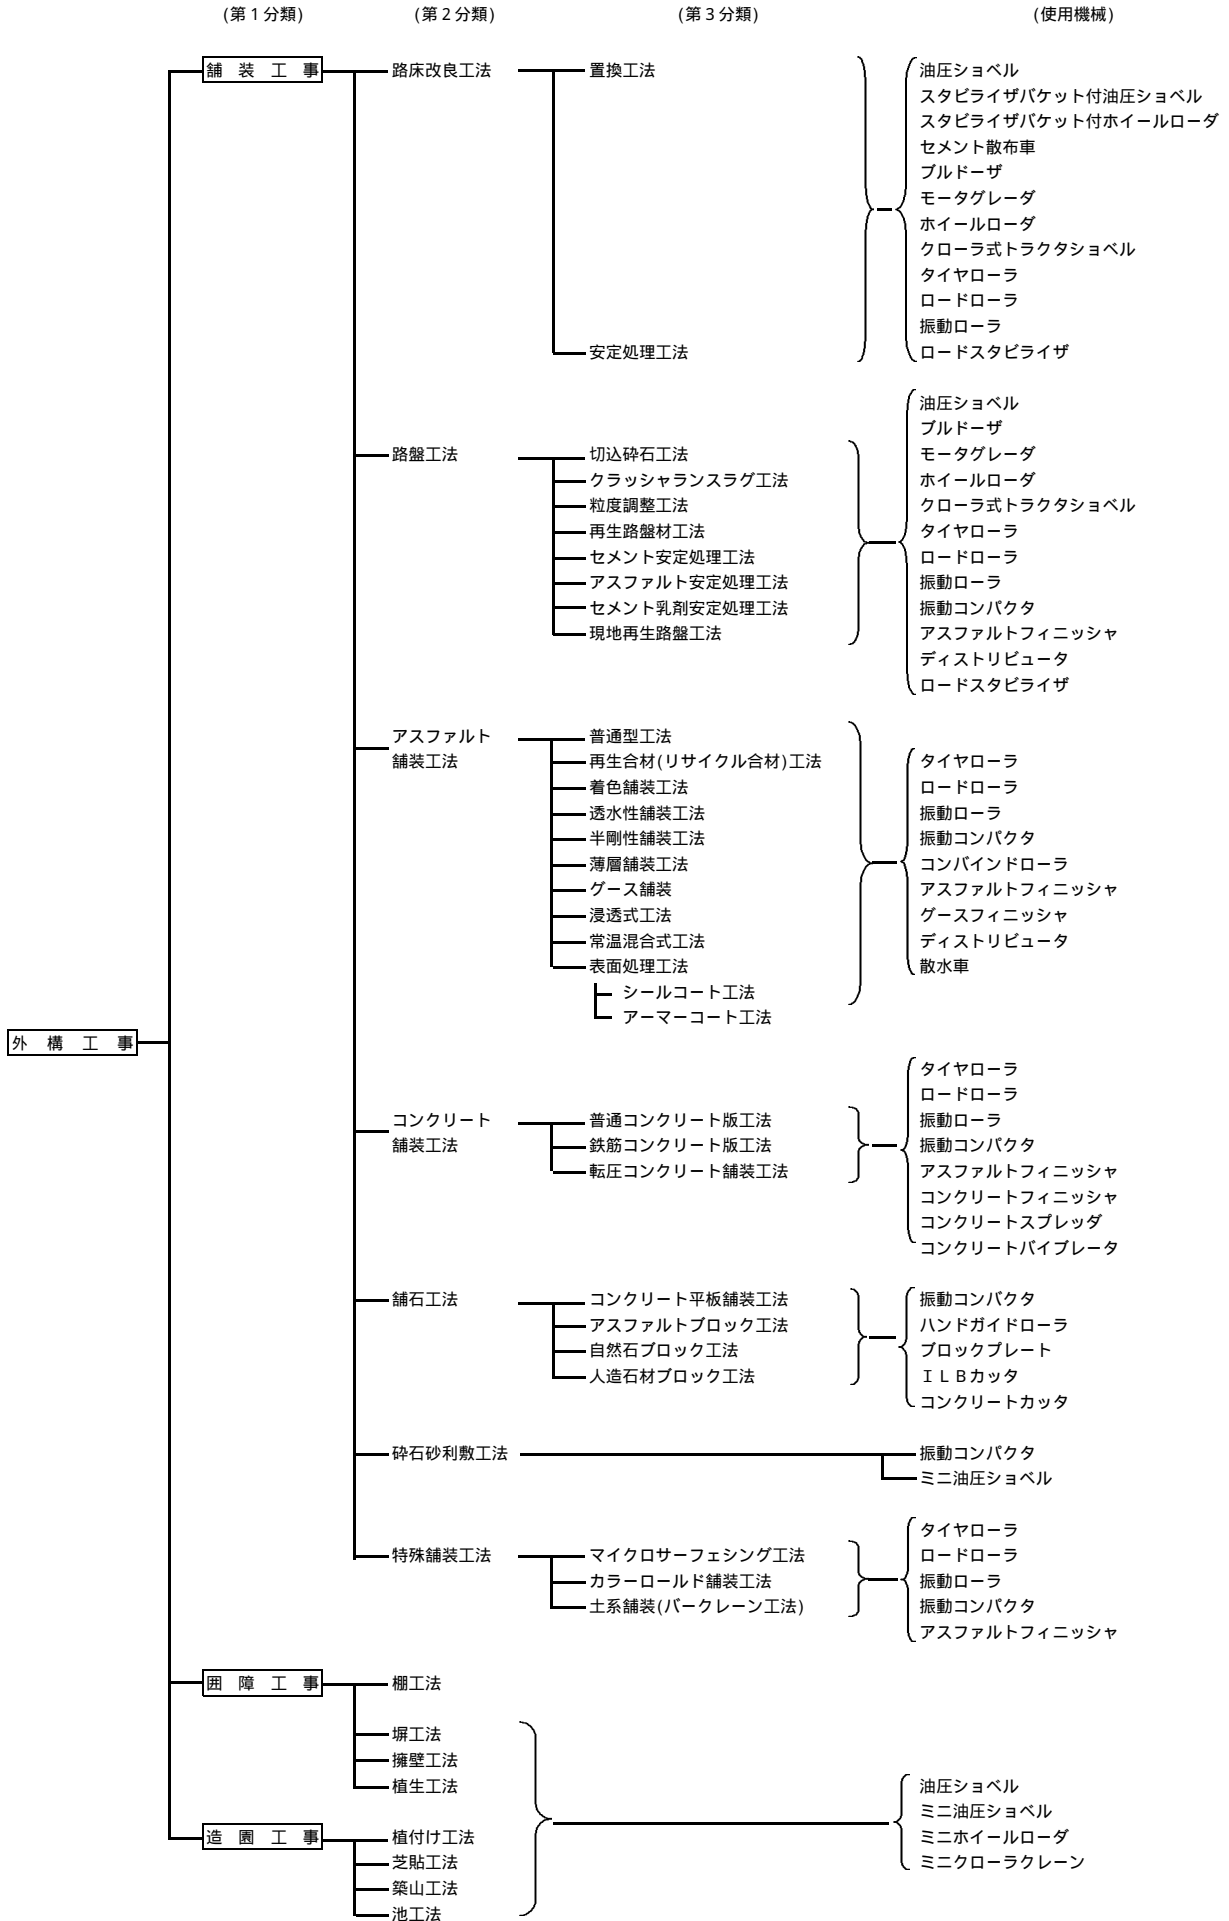 (第１分類) (第２分類) (第３分類) (使用機械)
舗装工事 路床改良工法 置換工法 油圧ショベル
スタビライザバケット付油圧ショベル
スタビライザバケット付ホイールローダ
セメント散布車
ブルドーザ
モータグレーダ
ホイールローダ
クローラ式トラクタショベル
タイヤローラ
ロードローラ
振動ローラ
安定処理工法 ロードスタビライザ
油圧ショベル
ブルドーザ
路盤工法 切込砕石工法 モータグレーダ
クラッシャランスラグ工法 ホイールローダ
粒度調整工法 クローラ式トラクタショベル
再生路盤材工法 タイヤローラ
セメント安定処理工法 ロードローラ
アスファルト安定処理工法 振動ローラ
セメント乳剤安定処理工法 振動コンパクタ
現地再生路盤工法 アスファルトフィニッシャ
ディストリビュータ
ロードスタビライザ
アスファルト 普通型工法
舗装工法 再生合材(リサイクル合材)工法 タイヤローラ
着色舗装工法 ロードローラ
透水性舗装工法 振動ローラ
半剛性舗装工法 振動コンパクタ
薄層舗装工法 コンバインドローラ
グース舗装 アスファルトフィニッシャ
浸透式工法 グースフィニッシャ
常温混合式工法 ディストリビュータ
表面処理工法 散水車
シールコート工法
アーマーコート工法
外構工事
タイヤローラ
ロードローラ
コンクリート 普通コンクリート版工法 振動ローラ
舗装工法 鉄筋コンクリート版工法 振動コンパクタ
転圧コンクリート舗装工法 アスファルトフィニッシャ
コンクリートフィニッシャ
コンクリートスプレッダ
コンクリートバイブレータ
舗石工法 コンクリート平板舗装工法 振動コンパクタ
アスファルトブロック工法 ハンドガイドローラ
自然石ブロック工法 ブロックプレート
人造石材ブロック工法 ＩＬＢカッタ
コンクリートカッタ
砕石砂利敷工法 振動コンパクタ
ミニ油圧ショベル
タイヤローラ
特殊舗装工法 マイクロサーフェシング工法 ロードローラ
カラーロールド舗装工法 振動ローラ
土系舗装(バークレーン工法) 振動コンパクタ
アスファルトフィニッシャ
囲障工事 棚工法
塀工法
擁壁工法
植生工法 油圧ショベル
ミニ油圧ショベル
造園工事 植付け工法 ミニホイールローダ
芝貼工法 ミニクローラクレーン
築山工法
池工法